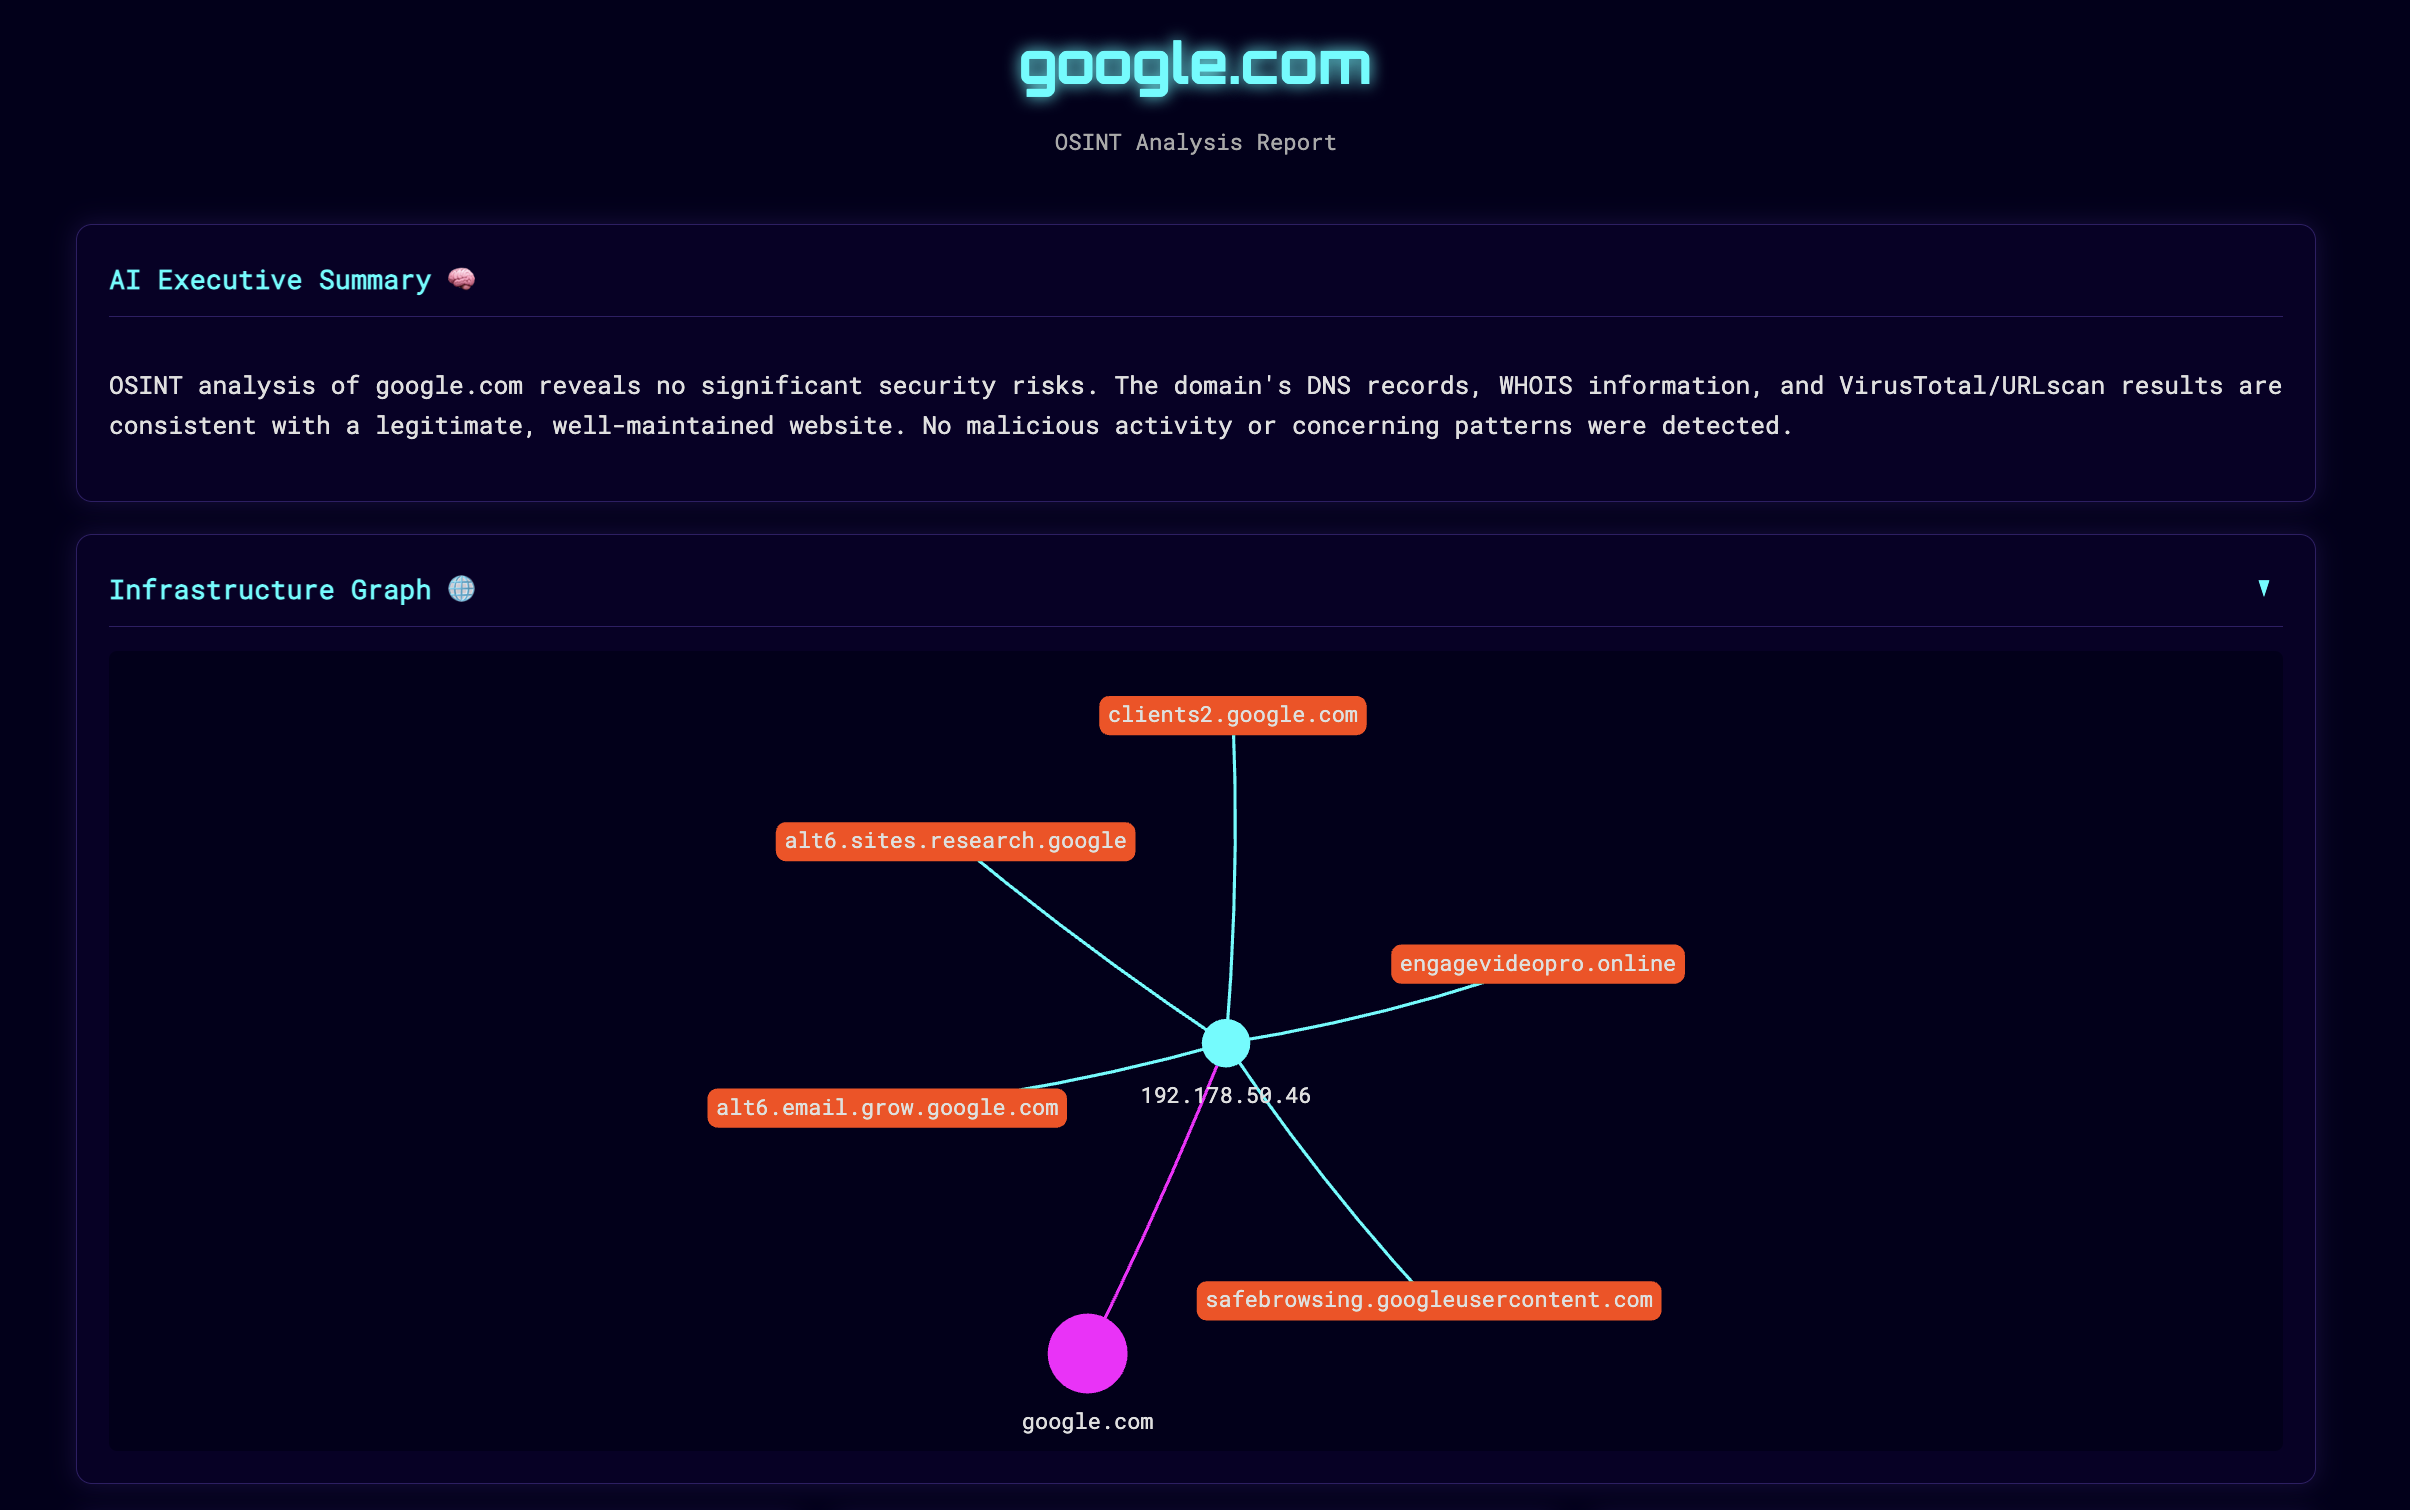 google.com
OSINT Analysis Report
AI Executive Summary 🧠
OSINT analysis of google.com reveals no significant security risks. The domain's DNS records, WHOIS information, and VirusTotal/URLscan results are
consistent with a legitimate, well-maintained website. No malicious activity or concerning patterns were detected.
Infrastructure Graph 🌐
clients2.google.com
alt6.sites.research.google
engagevideopro.online
192.178.50.46
alt6.email.grow.google.com
safebrowsing.googleusercontent.com
google.com